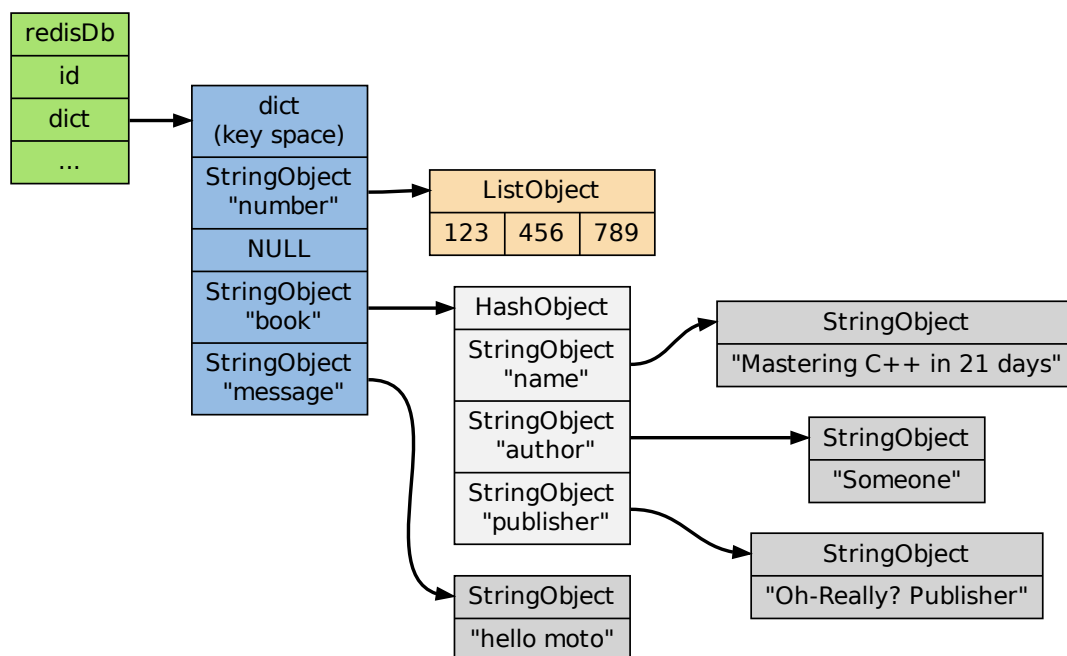 redisDb
id
dict
...
dict
(key space)
StringObject
"number"
NULL
StringObject
"book"
StringObject
"message"
ListObject
123 456 789
HashObject
StringObject
"name"
StringObject
"author"
StringObject
"publisher"
StringObject
"Mastering C++ in 21 days"
StringObject
"Someone"
StringObject
"Oh-Really? Publisher"
StringObject
"hello moto"